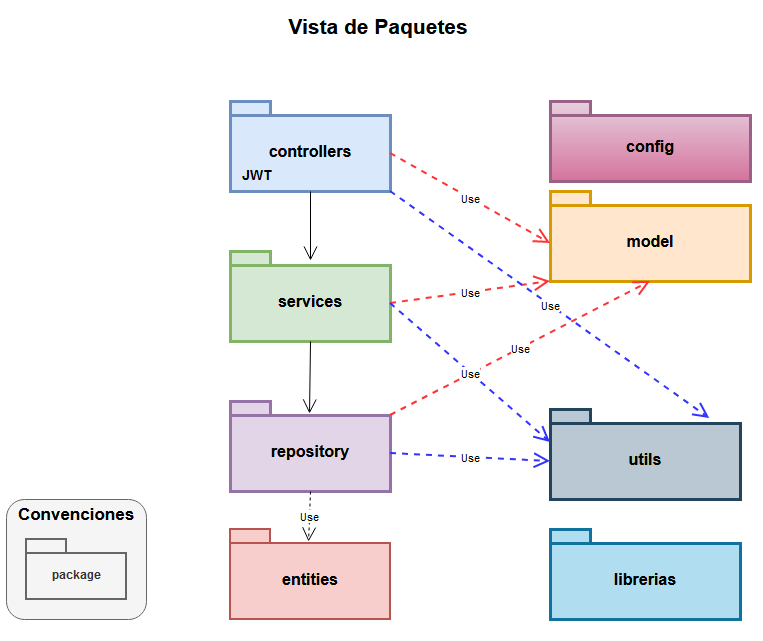 Vista de Paquetes
controllers
JWT
config
Use
model
services
Use
Use
Use
Use
repository
Use
utils
Convenciones
package
Use
entities
librerias